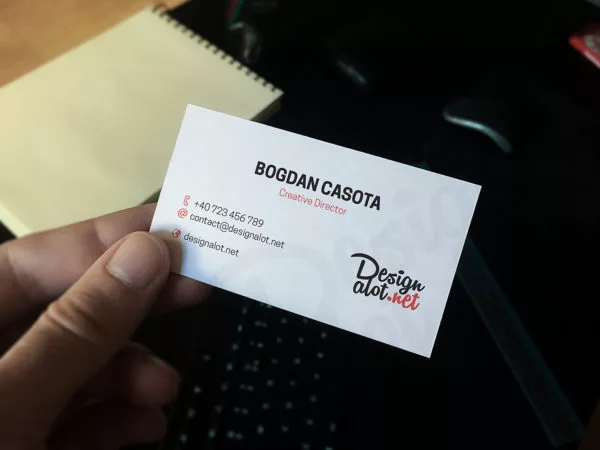 BOGDAN CASOTA
Creative Director
+40 723 456 789
@ contact@designalot.net
designalot.net
Design
alot.net